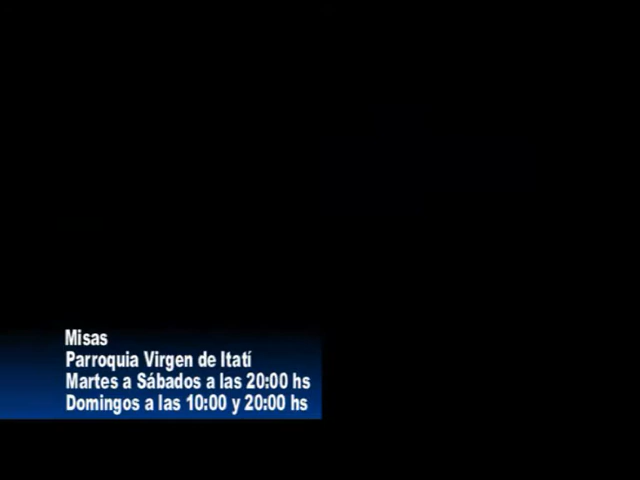 Misas
Parroquia Virgen de Itatí
Martes a Sábados a las 20:00 hs
Domingos a las 10:00 y 20:00 hs